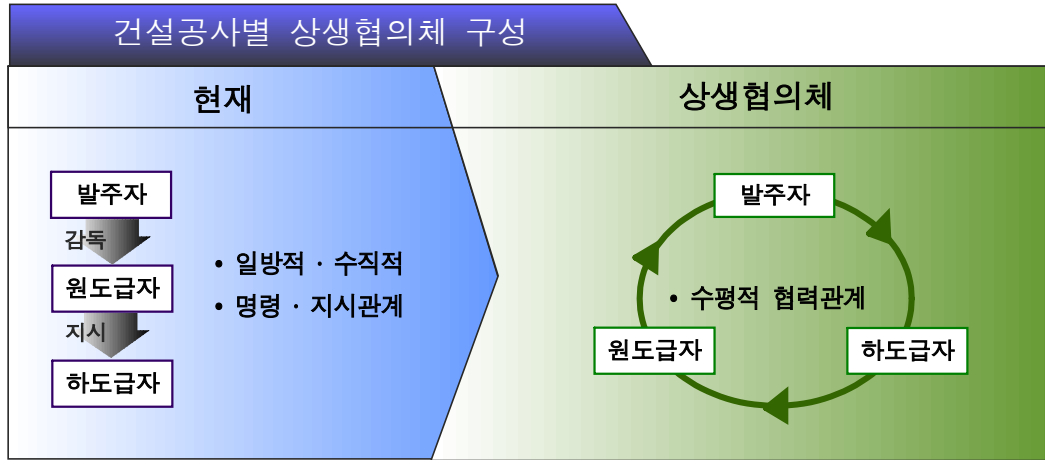 건설공사별 상생협의체 구성
현재
상생협의체
발주자
감독
원도급자
지시
하도급자
• 일방적 · 수직적
• 명령 · 지시관계
발주자
• 수평적 협력관계
원도급자
하도급자